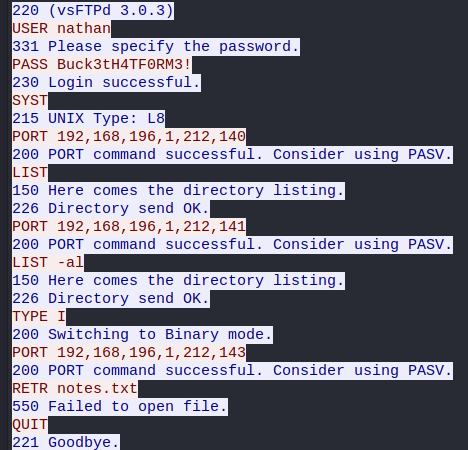 220 (vsFTPd 3.0.3)
USER nathan
331 Please specify the password.
PASS Buck3tH4TF0RM3!
230 Login successful.
SYST
215 UNIX Type: L8
PORT 192,168,196,1,212,140
200 PORT command successful. Consider using PASV.
LIST
150 Here comes the directory listing.
226 Directory send OK.
PORT 192,168,196,1,212,141
200 PORT command successful. Consider using PASV.
LIST -al
150 Here comes the directory listing.
226 Directory send OK.
TYPE I
200 Switching to Binary mode.
PORT 192,168,196,1,212,143
200 PORT command successful. Consider using PASV.
RETR notes.txt
550 Failed to open file.
QUIT
221 Goodbye.